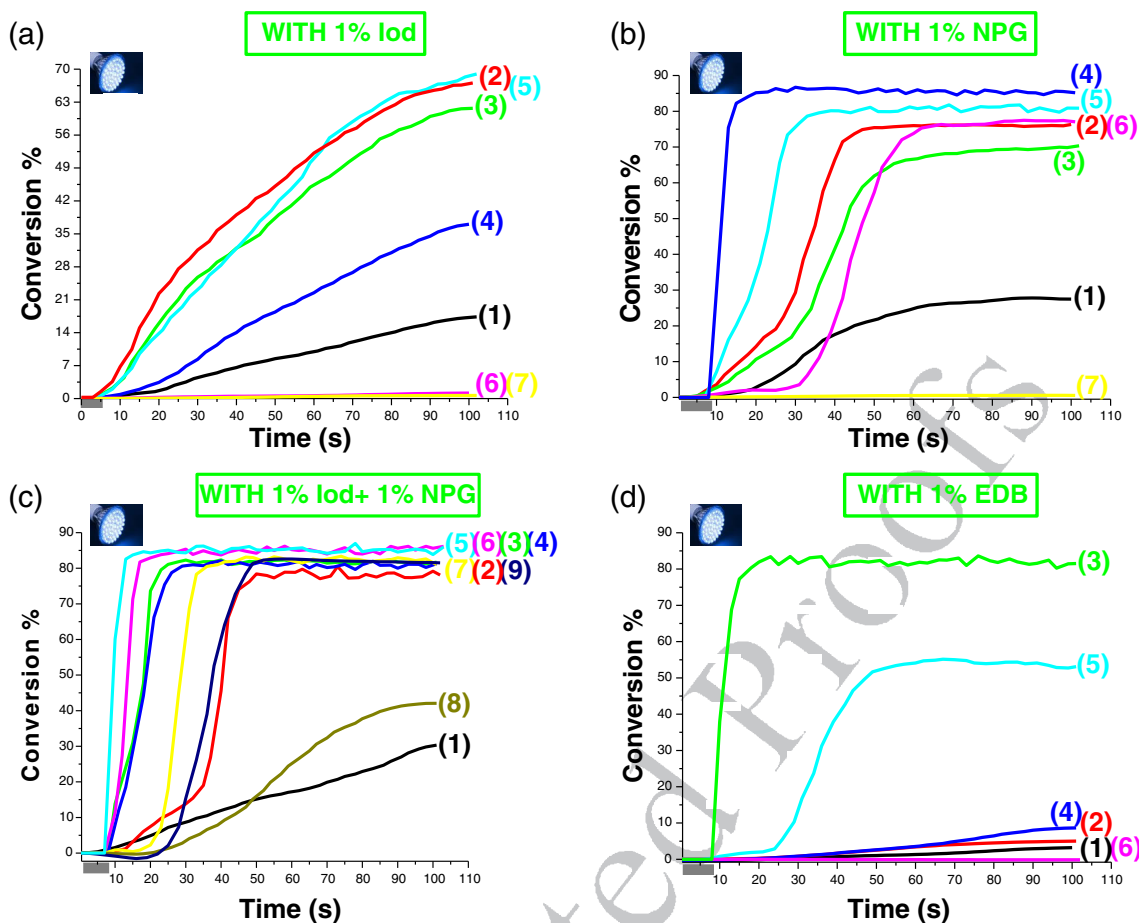 (a)
WITH 1% Iod
Conversion %
70
63
56
49
42
35
28
21
14
7
0
(2)
(5)
(3)
(4)
(1)
(6)(7)
0 10 20 30 40 50 60 70 80 90 100 110
Time (s)
(b)
WITH 1% NPG
Conversion %
90
80
70
60
50
40
30
20
10
0
(4)
(5)
(2)(6)
(3)
(1)
(7)
10 20 30 40 50 60 70 80 90 100 110
Time (s)
(c)
WITH 1% Iod+ 1% NPG
Conversion %
90
80
70
60
50
40
30
20
10
0
(5)(6)(3)(4)
(7)(2)(9)
(8)
(1)
10 20 30 40 50 60 70 80 90 100 110
Time (s)
(d)
WITH 1% EDB
Conversion %
90
80
70
60
50
40
30
20
10
0
(3)
(5)
(4)
(2)
(1)(6)
10 20 30 40 50 60 70 80 90 100 110
Time (s)
ted Proofs